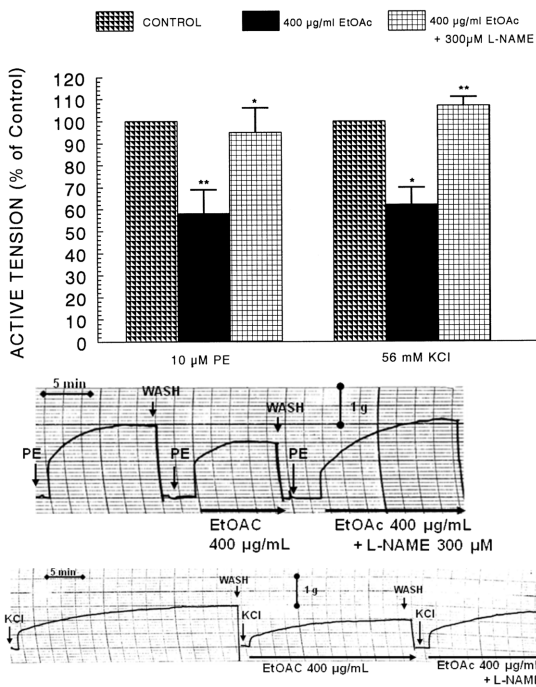 CONTROL
400 µg/ml EtOAc
400 µg/ml EtOAc
+ 300µM L-NAME
ACTIVE TENSION (% of Control)
120
110
100
90
80
70
60
50
40
30
20
10
0
**
*
*
**
10 µM PE
56 mM KCl
5 min
WASH
1 g
WASH
PE
PE
PE
EtOAC
400 µg/mL
EtOAc 400 µg/mL
+ L-NAME 300 µM
5 min
WASH
1 g
WASH
KCl
KCl
KCl
EtOAC 400 µg/mL
EtOAc 400 µg/mL
+ L-NAME